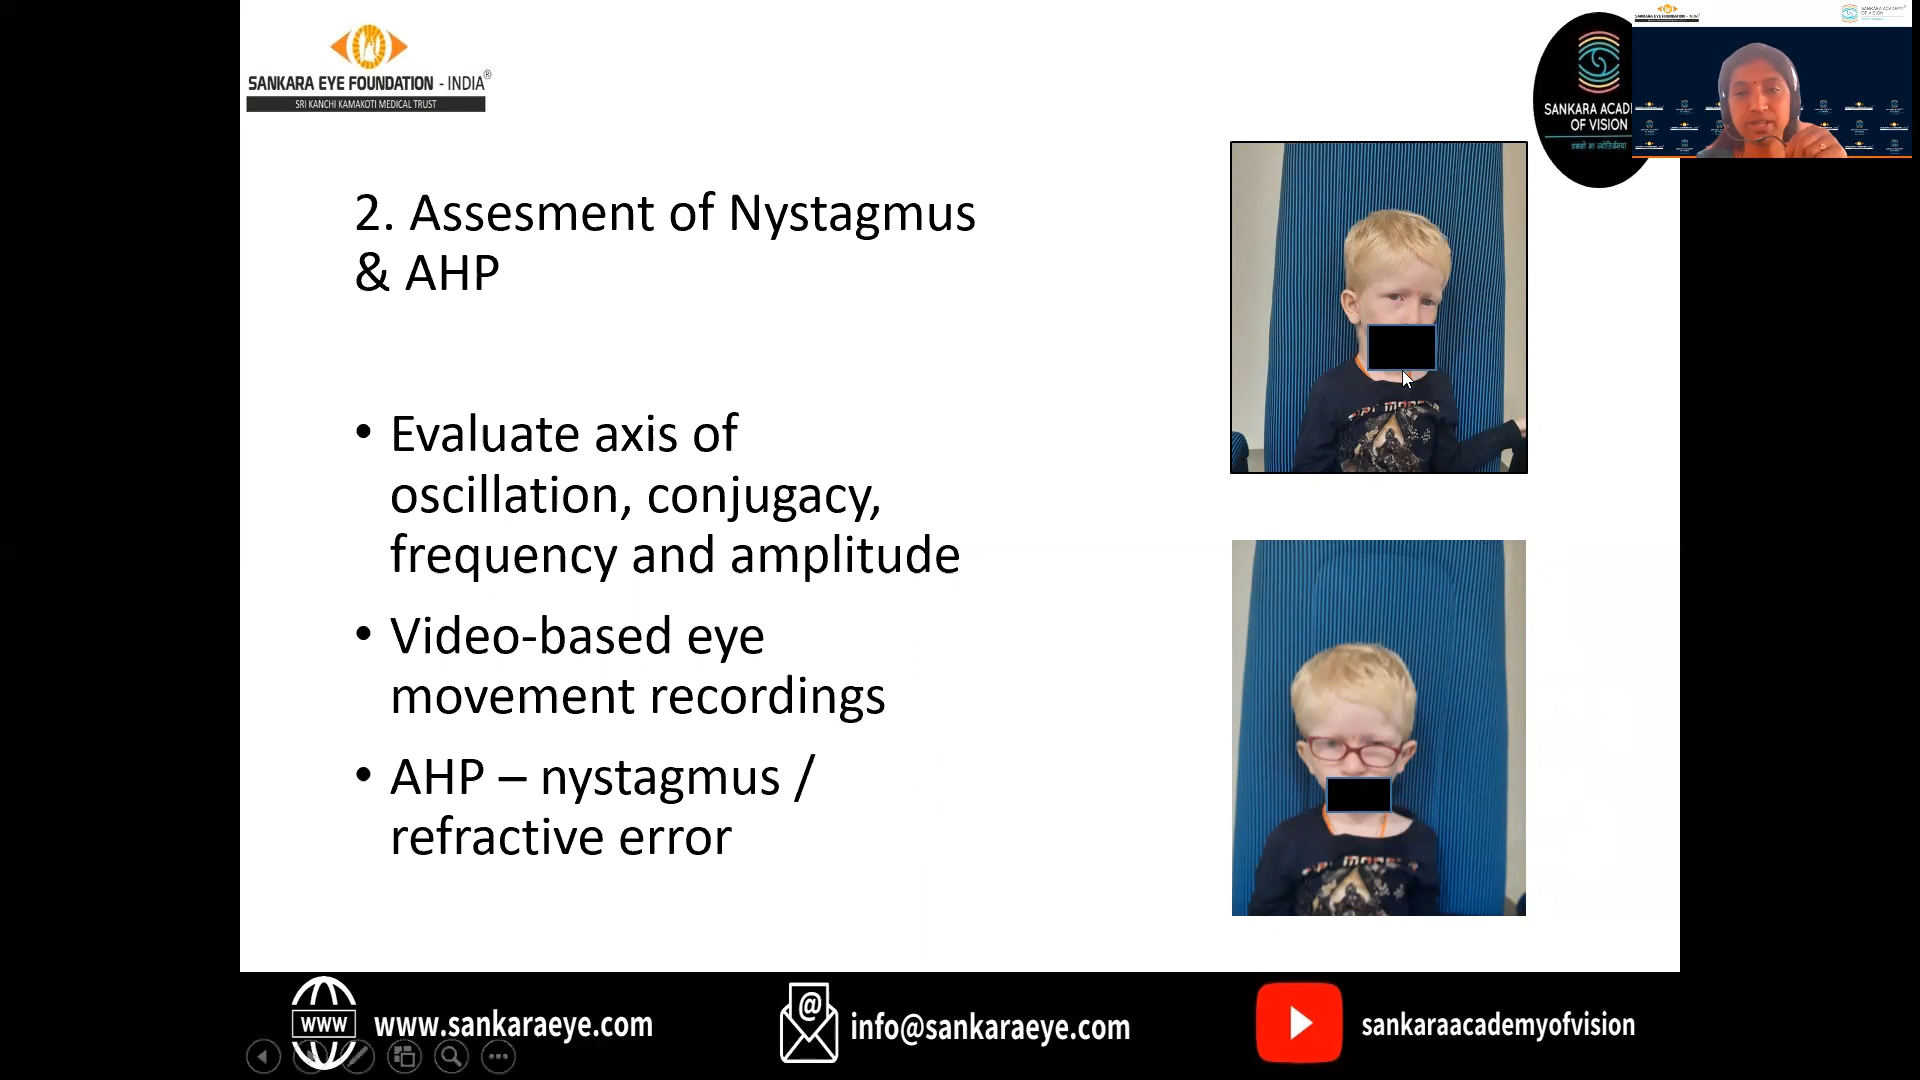 SANKARA EYE FOUNDATION - INDIA®
SRI KANCHI KAMAKOTI MEDICAL TRUST
SANKARA ACAD
OF VISION
2. Assesment of Nystagmus
& AHP
• Evaluate axis of
oscillation, conjugacy,
frequency and amplitude
• Video-based eye
movement recordings
• AHP – nystagmus /
refractive error
www
www.sankaraeye.com
@
info@sankaraeye.com
sankaraacademyofvision